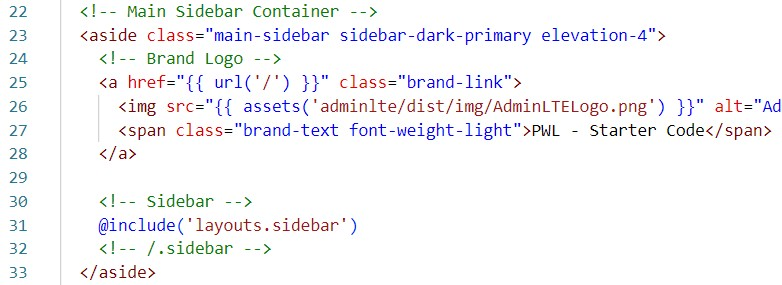 22 <!-- Main Sidebar Container -->
23 <aside class="main-sidebar sidebar-dark-primary elevation-4">
24   <!-- Brand Logo -->
25   <a href="{{ url('/') }}" class="brand-link">
26     <img src="{{ assets('adminlte/dist/img/AdminLTELogo.png') }}" alt="Ad
27     <span class="brand-text font-weight-light">PWL - Starter Code</span>
28   </a>
29
30   <!-- Sidebar -->
31   @include('layouts.sidebar')
32   <!-- /.sidebar -->
33 </aside>